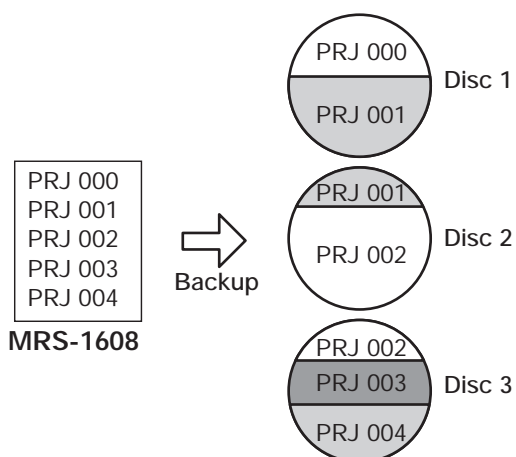 PRJ 000
PRJ 001
PRJ 002
PRJ 003
PRJ 004
MRS-1608
Backup
PRJ 000
PRJ 001
Disc 1
PRJ 001
PRJ 002
Disc 2
PRJ 002
PRJ 003
PRJ 004
Disc 3